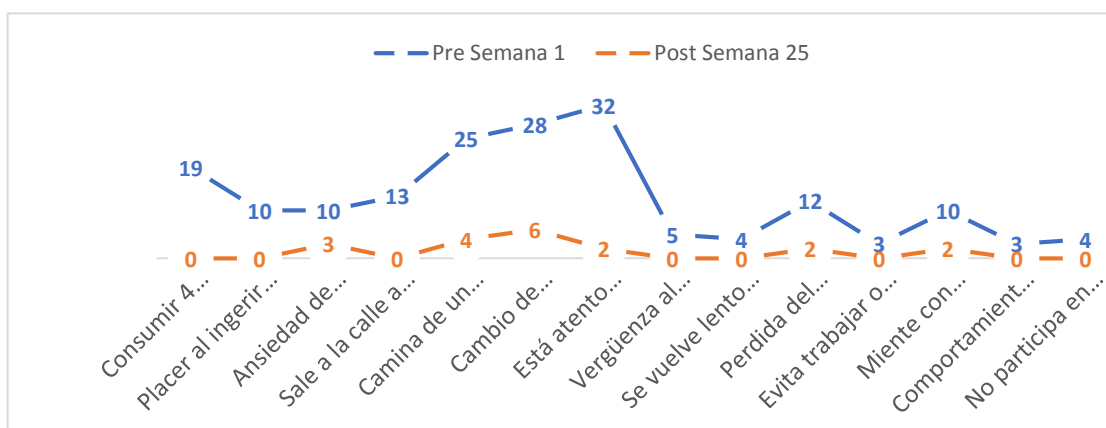 Pre Semana 1 Post Semana 25
32
28
25
19
13
12
10 10 10
5 4 3 3 4
6
4
3
2 2 2
0 0 0 0 0 0 0 0
Consumir 4...
Placer al ingerir...
Ansiedad de...
Sale a la calle a...
Camina de un...
Cambio de...
Está atento...
Vergüenza al...
Se vuelve lento...
Perdida del...
Evita trabajar o...
Miente con...
Comportamient...
No participa en...